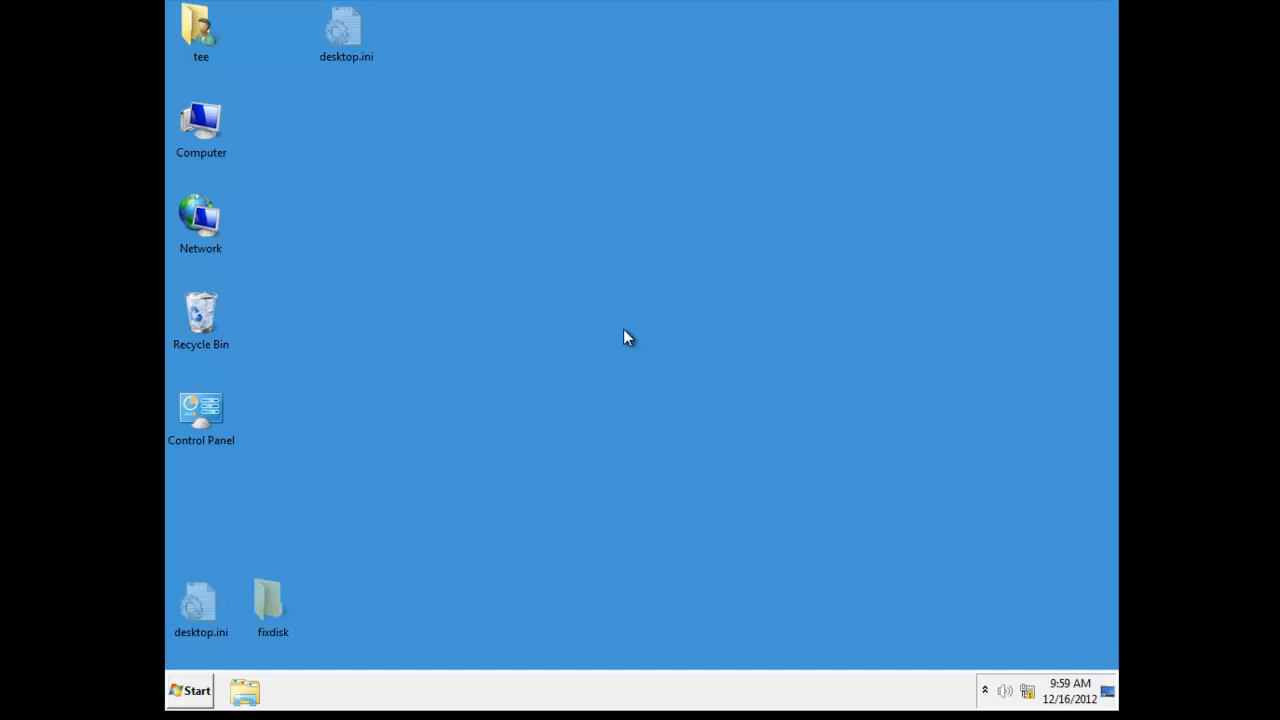 tee
desktop.ini
Computer
Network
Recycle Bin
Control Panel
desktop.ini
fixdisk
Start
9:59 AM
12/16/2012